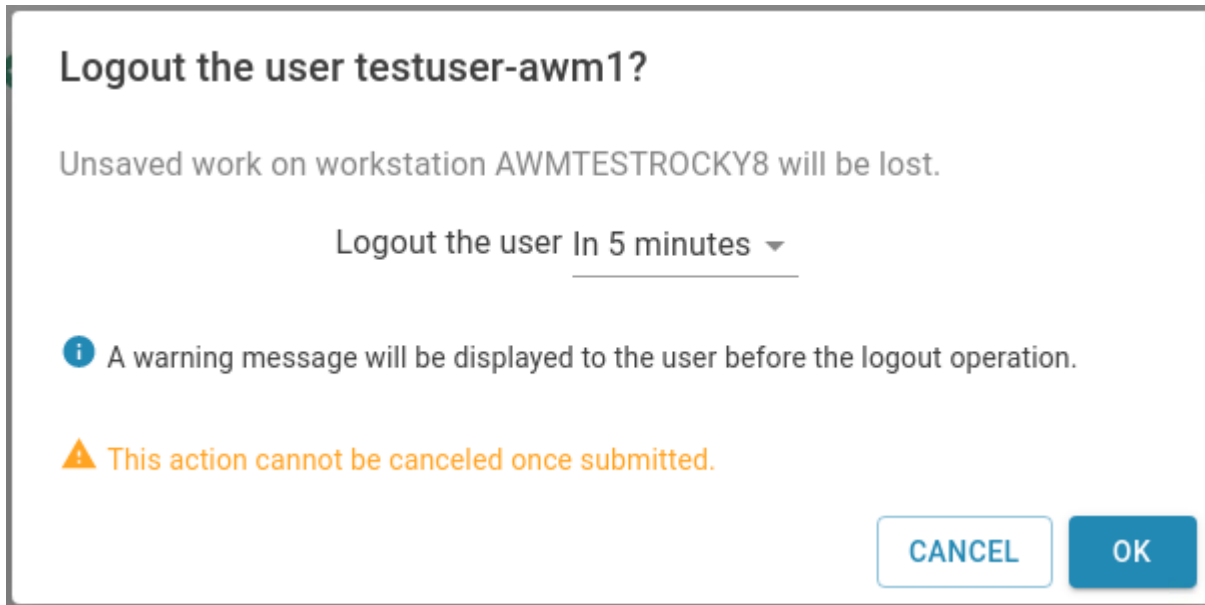 Logout the user testuser-awm1?
Unsaved work on workstation AWMTESTROCKY8 will be lost.
Logout the user In 5 minutes
A warning message will be displayed to the user before the logout operation.
This action cannot be canceled once submitted.
CANCEL OK